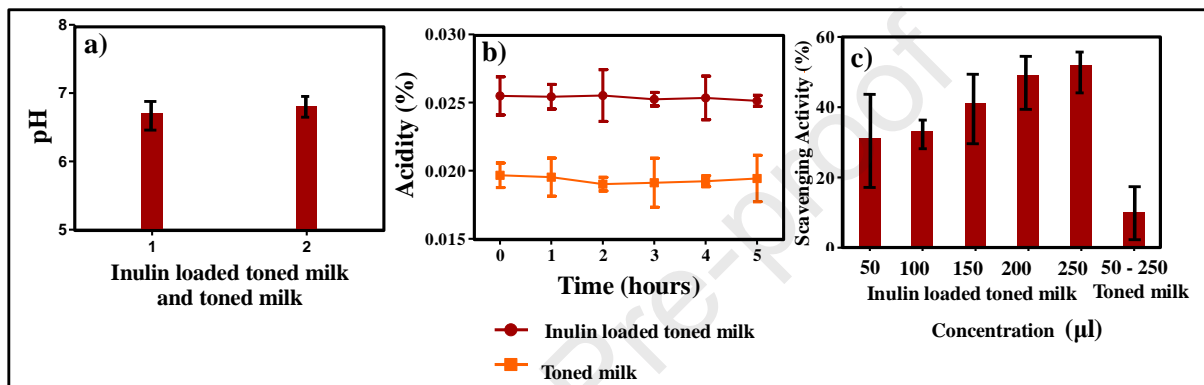 a)
8
7
6
5
pH
1 2
Inulin loaded toned milk
and toned milk
b)
0.030
0.025
0.020
0.015
Acidity (%)
0 1 2 3 4 5
Time (hours)
Inulin loaded toned milk
Toned milk
c)
60
40
20
0
Scavenging Activity (%)
50 100 150 200 250 50 - 250
Inulin loaded toned milk Toned milk
Concentration (µl)
Pre-proof